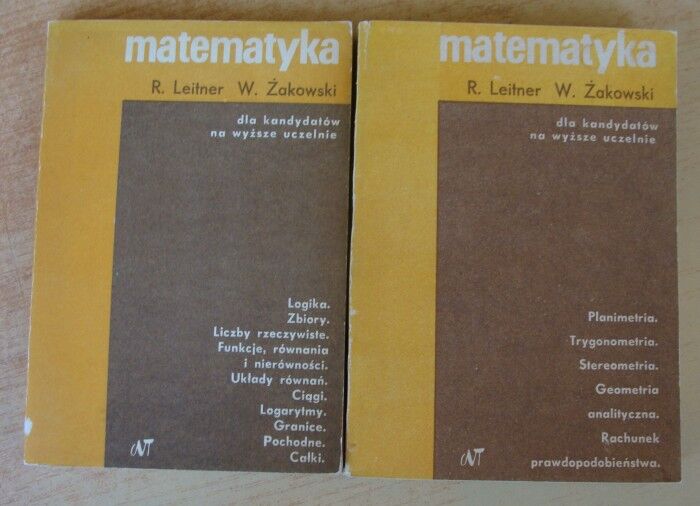 matematyka
R. Leitner W. Żakowski
dla kandydatów
na wyższe uczelnie
Logika.
Zbiory.
Liczby rzeczywiste.
Funkcje, równania
i nierówności.
Układy równań.
Ciągi.
Logarytmy.
Granice.
Pochodne.
Całki.
WNT
matematyka
R. Leitner W. Żakowski
dla kandydatów
na wyższe uczelnie
Planimetria.
Trygonometria.
Stereometria.
Geometria
analityczna.
Rachunek
prawdopodobieństwa.
WNT